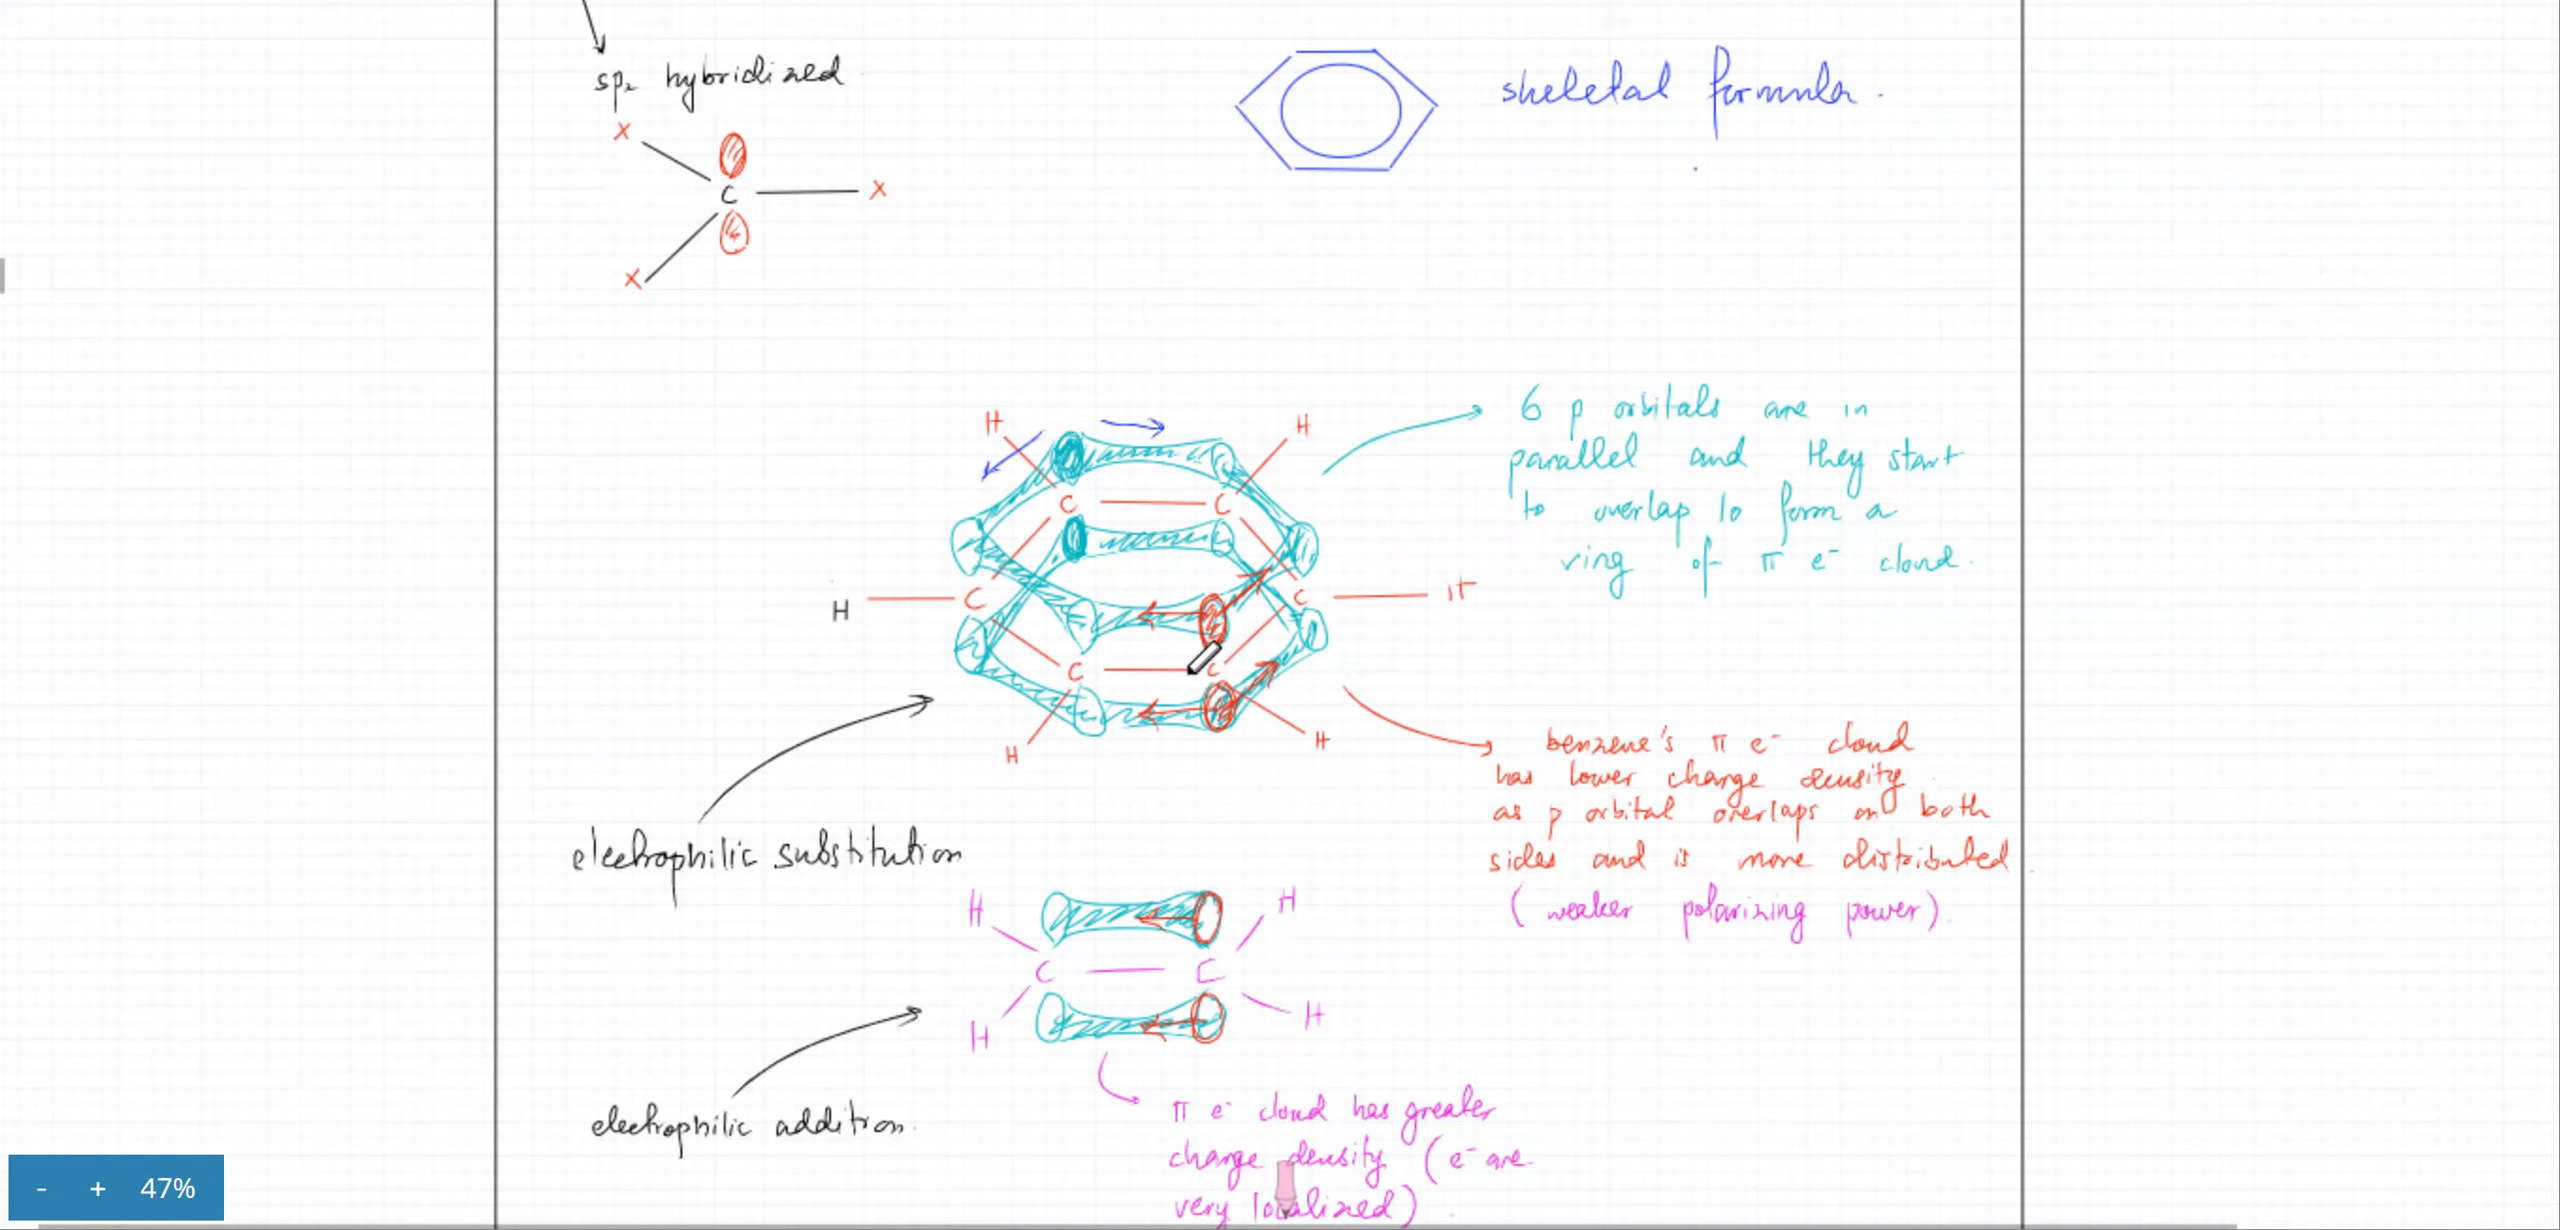 sp₂ hybridized
X
C
X
X
skeletal formula.
H
H
C
C
H
C
C
H
C
C
H
H
6 p orbitals are in
parallel and they start
to overlap to form a
ring of π e⁻ cloud.
benzene's π e⁻ cloud
has lower charge density
as p orbital overlaps on both
sides and is more distributed.
(weaker polarizing power).
electrophilic substitution
H
H
C
C
H
H
electrophilic addition.
π e⁻ cloud has greater
charge density (e⁻ are
very localized).
- + 47%